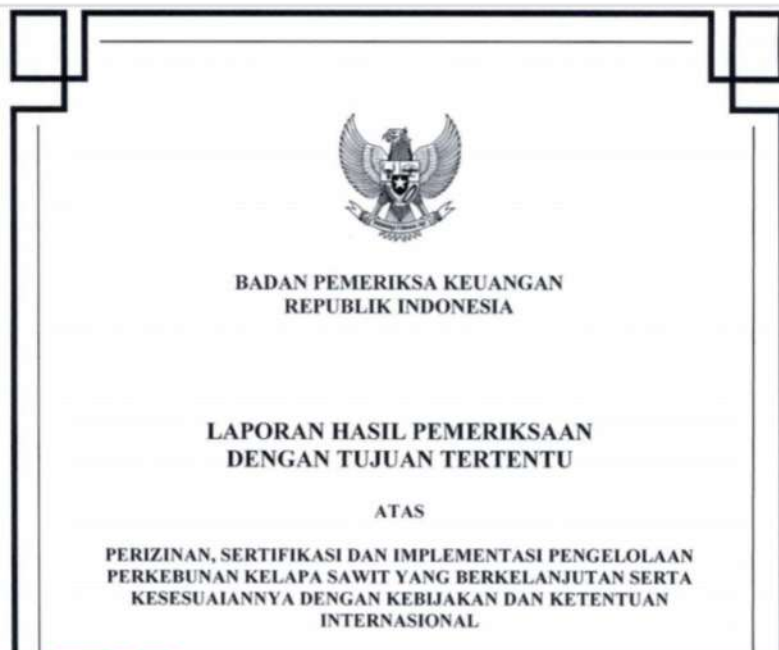 BADAN PEMERIKSA KEUANGAN
REPUBLIK INDONESIA
LAPORAN HASIL PEMERIKSAAN
DENGAN TUJUAN TERTENTU
ATAS
PERIZINAN, SERTIFIKASI DAN IMPLEMENTASI PENGELOLAAN
PERKEBUNAN KELAPA SAWIT YANG BERKELANJUTAN SERTA
KESESUAIANNYA DENGAN KEBIJAKAN DAN KETENTUAN
INTERNASIONAL